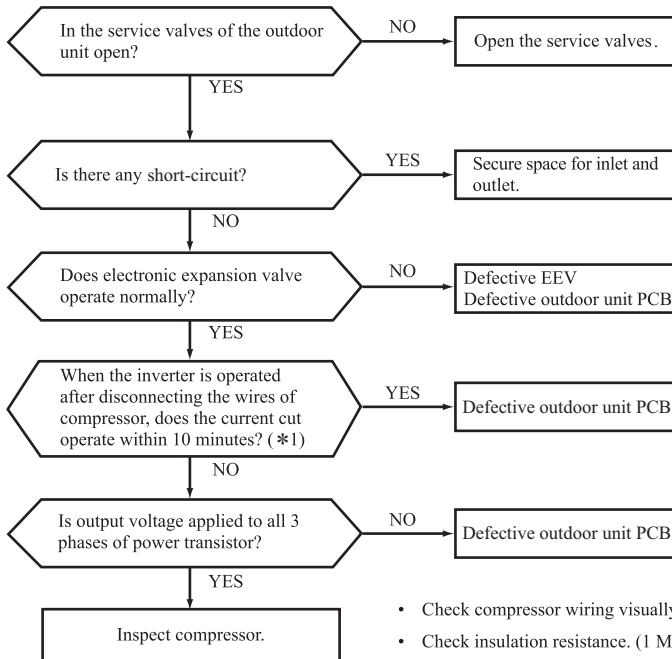 In the service valves of the outdoor
unit open?
NO
Open the service valves.
YES
Is there any short-circuit?
YES
Secure space for inlet and
outlet.
NO
Does electronic expansion valve
operate normally?
NO
Defective EEV
Defective outdoor unit PCB
YES
When the inverter is operated
after disconnecting the wires of
compressor, does the current cut
operate within 10 minutes? (*1)
YES
Defective outdoor unit PCB
NO
Is output voltage applied to all 3
phases of power transistor?
NO
Defective outdoor unit PCB
YES
Inspect compressor.
• Check compressor wiring visually
• Check insulation resistance. (1 M